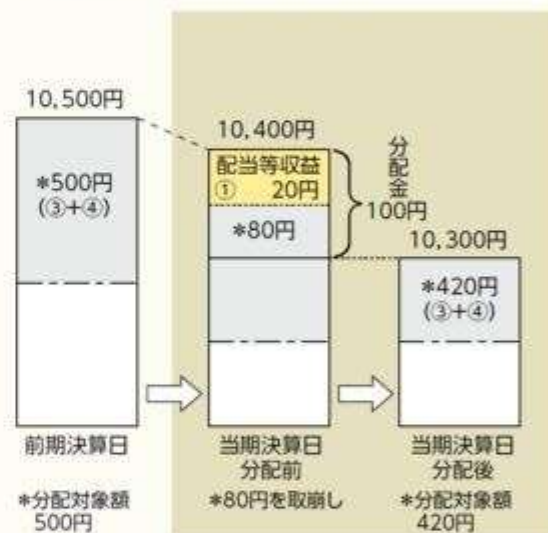 10,500円
*500円
(③+④)
前期決算日
*分配対象額
500円
10,400円
配当等収益
① 20円
*80円
分配金
100円
当期決算日
分配前
*80円を取崩し
10,300円
*420円
(③+④)
当期決算日
分配後
*分配対象額
420円